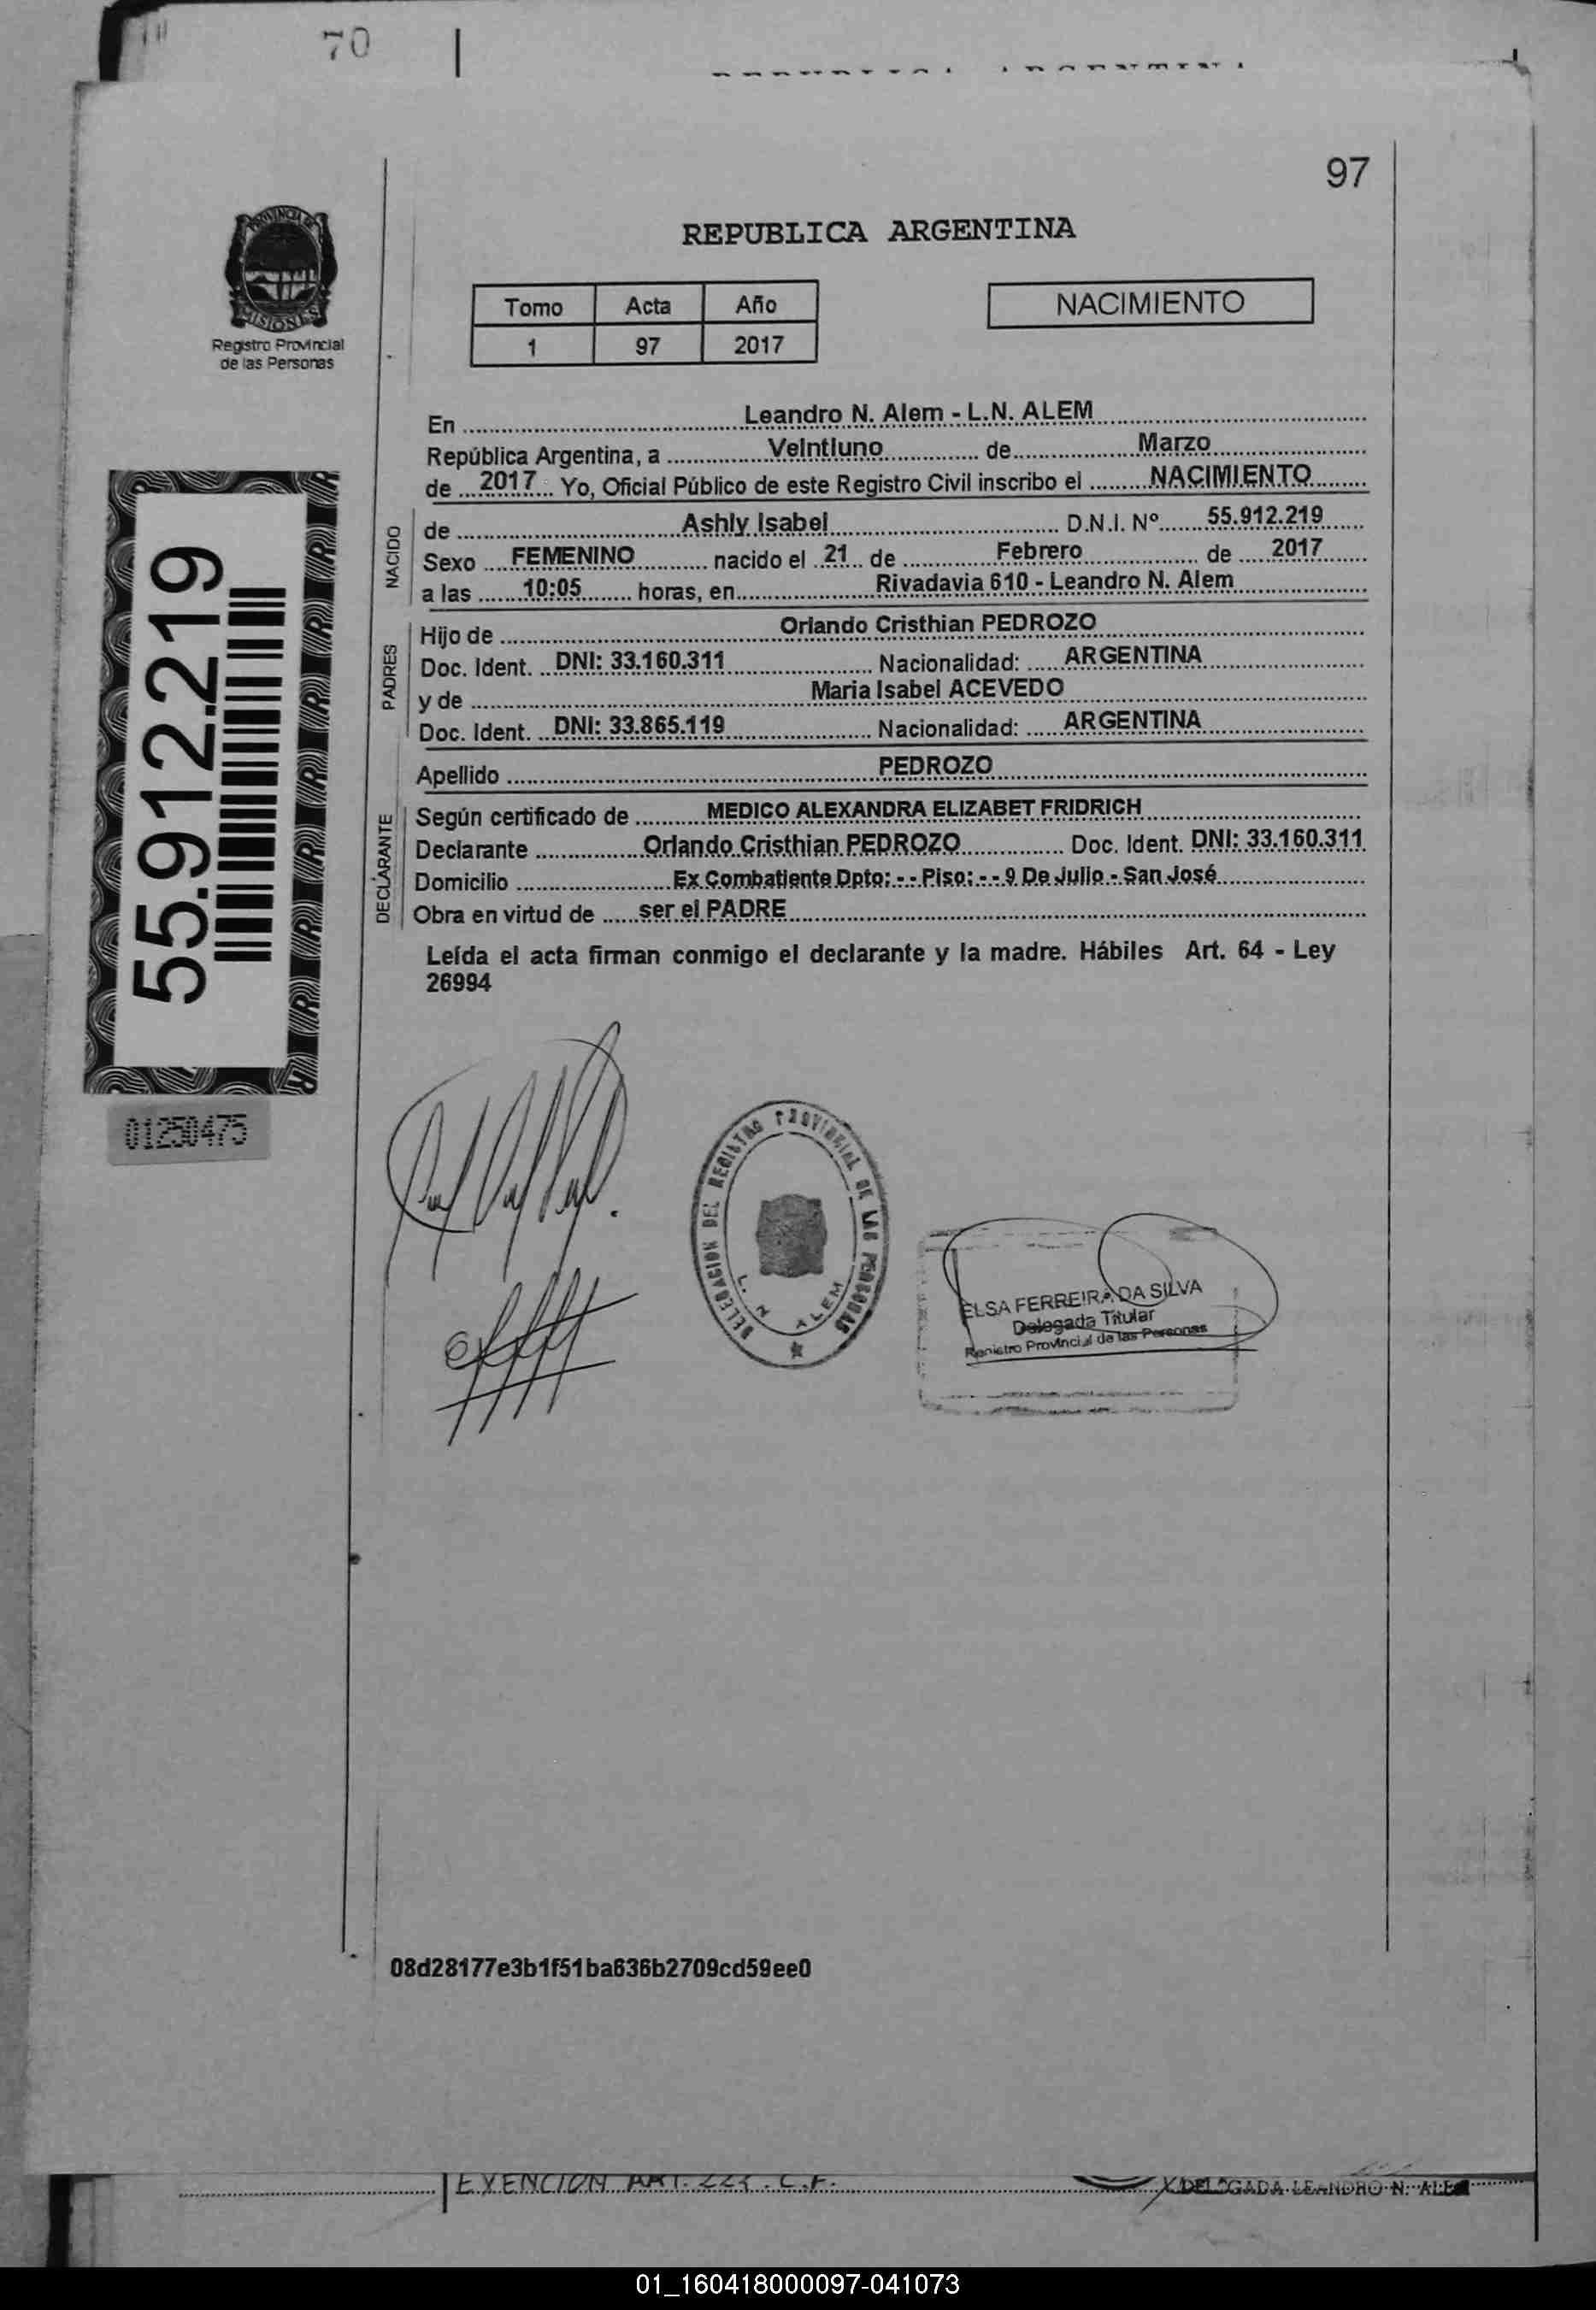 70
97
PROVINCIA DE
MISIONES
Registro Provincial
de las Personas
REPUBLICA ARGENTINA
Tomo Acta Año
1 97 2017
NACIMIENTO
En Leandro N. Alem - L.N. ALEM
República Argentina, a Veintiuno de Marzo
de 2017 Yo, Oficial Público de este Registro Civil inscribo el NACIMIENTO
NACIDO
de Ashly Isabel D.N.I. Nº 55.912.219
Sexo FEMENINO nacido el 21 de Febrero de 2017
a las 10:05 horas, en Rivadavia 610 - Leandro N. Alem
PADRES
Hijo de Orlando Cristhian PEDROZO
Doc. Ident. DNI: 33.160.311 Nacionalidad: ARGENTINA
y de Maria Isabel ACEVEDO
Doc. Ident. DNI: 33.865.119 Nacionalidad: ARGENTINA
Apellido PEDROZO
DECLARANTE
Según certificado de MEDICO ALEXANDRA ELIZABET FRIDRICH
Declarante Orlando Cristhian PEDROZO Doc. Ident. DNI: 33.160.311
Domicilio Ex Combatiente Dpto: - - Piso: - - 9 De Julio - San José
Obra en virtud de ser el PADRE
Leída el acta firman conmigo el declarante y la madre. Hábiles Art. 64 - Ley
26994
55.912.219
01250475
DELEGACION DEL REGISTRO PROVINCIAL DE LAS PERSONAS
L. N. ALEM
ELSA FERREIRA DA SILVA
Delegada Titular
Registro Provincial de las Personas
08d28177e3b1f51ba636b2709cd59ee0
EXENCION ART. 223. C.F.
DELEGADA LEANDRO N. ALEM
01_160418000097-041073